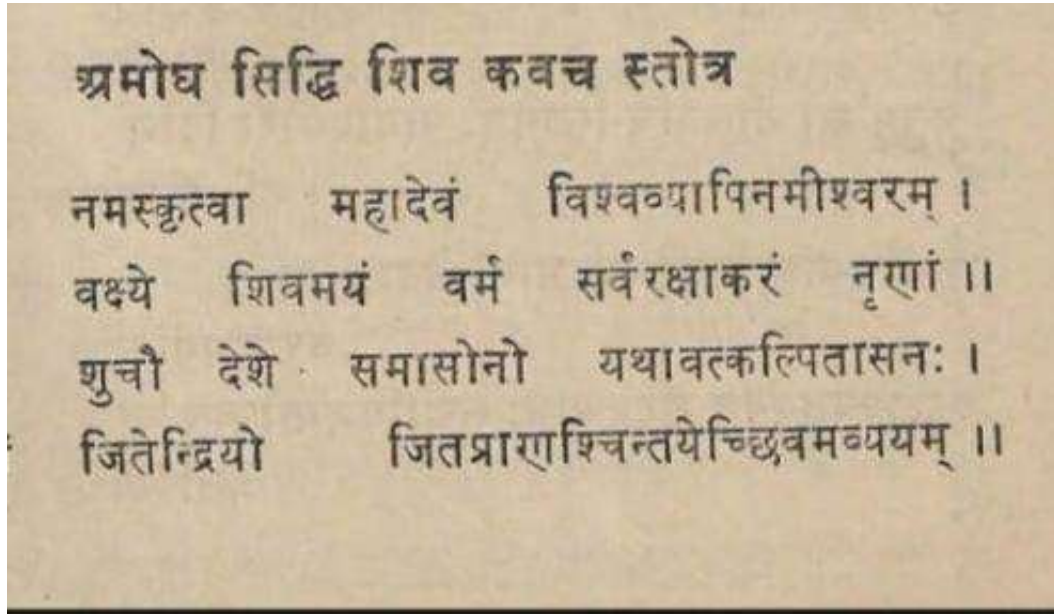 अमोघ सिद्धि शिव कवच स्तोत्र
नमस्कृत्वा महादेवं विश्वव्यापिनमीश्वरम् ।
वक्ष्ये शिवमयं वर्म सर्वरक्षाकरं नृणां ॥
शुचौ देशे समासोनो यथावत्कल्पितासनः ।
जितेन्द्रियो जितप्राणश्चिन्तयेच्छिवमव्ययम् ॥